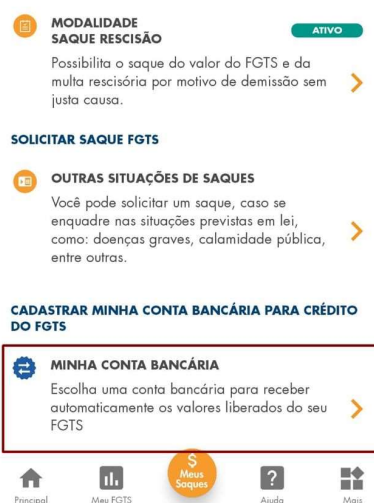 MODALIDADE
SAQUE RESCISÃO
ATIVO
Possibilita o saque do valor do FGTS e da
multa rescisória por motivo de demissão sem
justa causa.
SOLICITAR SAQUE FGTS
OUTRAS SITUAÇÕES DE SAQUES
Você pode solicitar um saque, caso se
enquadre nas situações previstas em lei,
como: doenças graves, calamidade pública,
entre outras.
CADASTRAR MINHA CONTA BANCÁRIA PARA CRÉDITO
DO FGTS
MINHA CONTA BANCÁRIA
Escolha uma conta bancária para receber
automaticamente os valores liberados do seu
FGTS
$
Meus
Saques
Principal
Meu FGTS
?
Ajuda
Mais